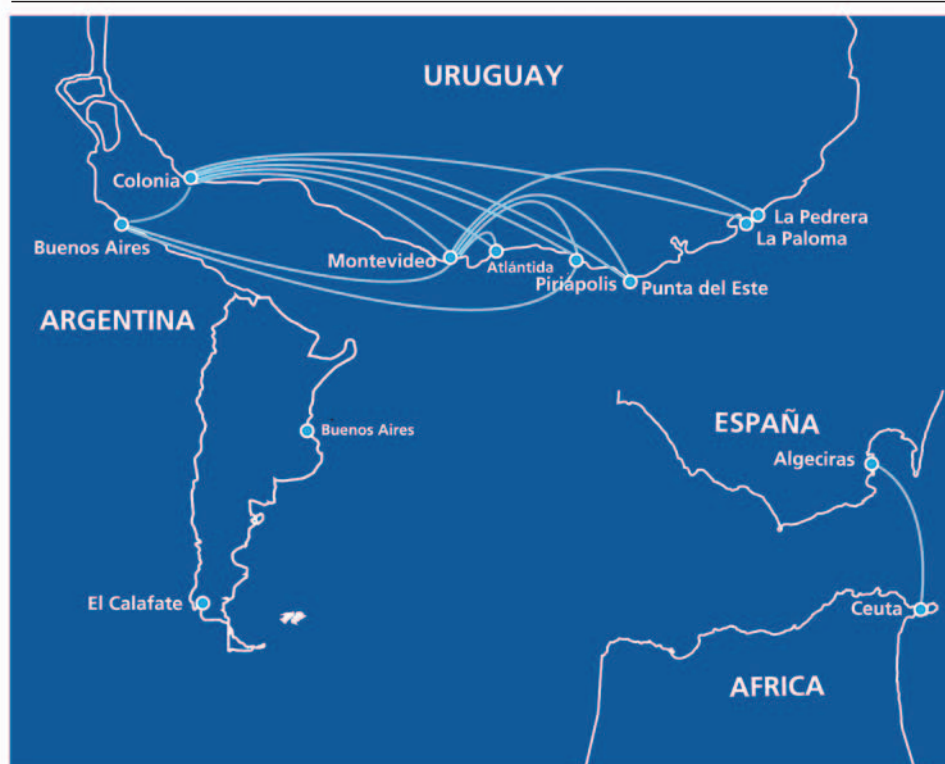 URUGUAY
Colonia
La Pedrera
La Paloma
Buenos Aires
Montevideo
Atlántida
Piriápolis
Punta del Este
ARGENTINA
Buenos Aires
ESPAÑA
Algeciras
El Calafate
Ceuta
AFRICA